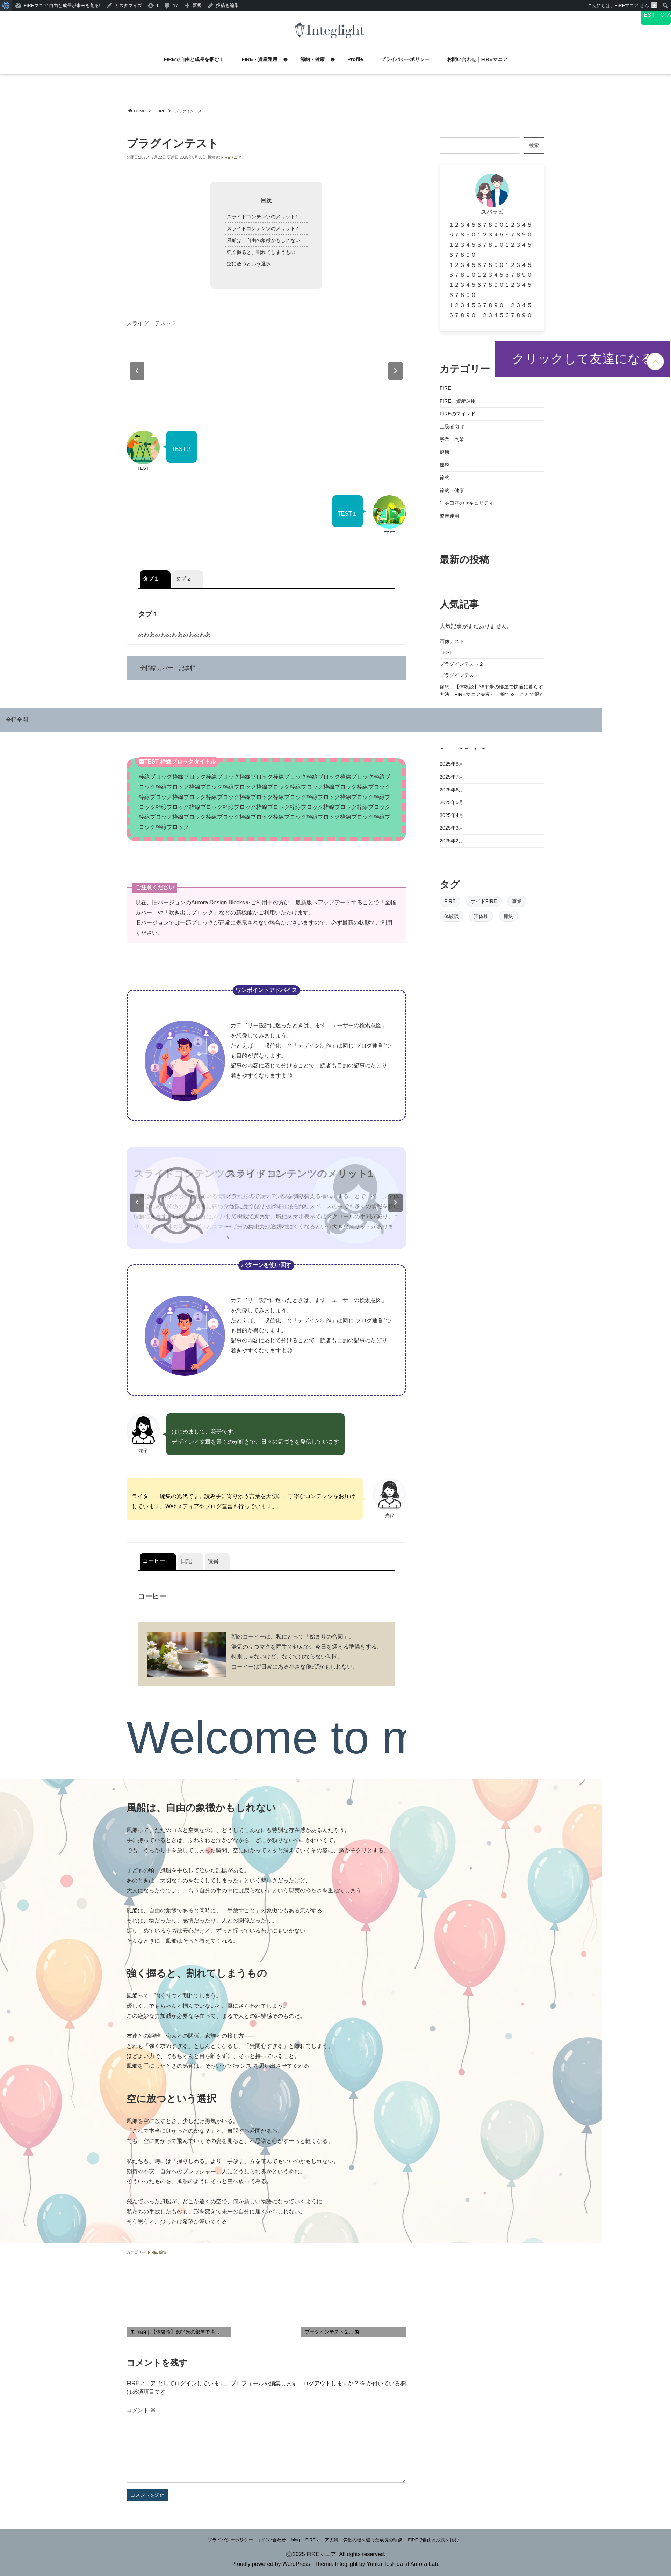 FIREマニア 自由と成長が未来を創る!
カスタマイズ
1
17
新規
投稿を編集
こんにちは、FIREマニア さん
TEST CTA
Integlight
FIREで自由と成長を掴む！
FIRE・資産運用
節約・健康
Profile
プライバシーポリシー
お問い合わせ | FIREマニア
HOME
FIRE
プラグインテスト
プラグインテスト
目次
スライドコンテンツのメリット1
スライドコンテンツのメリット2
風船は、自由の象徴かもしれない
強く握ると、割れてしまうもの
空に放つという選択
スライダーテスト１
TEST２
TEST
TEST１
TEST
タブ１
タブ２
タブ１
あああああああああああああ
全幅幅カバー　記事幅
全幅全開
TEST 枠線ブロックタイトル
枠線ブロック枠線ブロック枠線ブロック枠線ブロック枠線ブロック枠線ブロック枠線ブロック枠線ブ
ロック枠線ブロック枠線ブロック枠線ブロック枠線ブロック枠線ブロック枠線ブロック枠線ブロック
枠線ブロック枠線ブロック枠線ブロック枠線ブロック枠線ブロック枠線ブロック枠線ブロック枠線ブ
ロック枠線ブロック枠線ブロック枠線ブロック枠線ブロック枠線ブロック枠線ブロック枠線ブロック
枠線ブロック枠線ブロック枠線ブロック枠線ブロック枠線ブロック枠線ブロック枠線ブロック枠線ブ
ロック枠線ブロック
ご注意ください
現在、旧バージョンのAurora Design Blocksをご利用中の方は、最新版へアップデートすることで「全幅
カバー」や「吹き出しブロック」などの新機能がご利用いただけます。
旧バージョンでは一部ブロックが正常に表示されない場合がございますので、必ず最新の状態でご利用
ください。
ワンポイントアドバイス
カテゴリー設計に迷ったときは、まず「ユーザーの検索意図」
を想像してみましょう。
たとえば、「収益化」と「デザイン制作」は同じ“ブログ運営”で
も目的が異なります。
記事の内容に応じて分けることで、読者も目的の記事にたどり
着きやすくなりますよ◎
スライドコンテンツのメリット1
パターンを使い回す
カテゴリー設計に迷ったときは、まず「ユーザーの検索意図」
を想像してみましょう。
たとえば、「収益化」と「デザイン制作」は同じ“ブログ運営”で
も目的が異なります。
記事の内容に応じて分けることで、読者も目的の記事にたどり
着きやすくなりますよ◎
はじめまして、花子です。
デザインと文章を書くのが好きで、日々の気づきを発信しています
花子
ライター・編集の光代です。読み手に寄り添う言葉を大切に、丁寧なコンテンツをお届け
しています。Webメディアやブログ運営も行っています。
光代
コーヒー
日記
読書
コーヒー
朝のコーヒーは、私にとって「始まりの合図」。
湯気の立つマグを両手で包んで、今日を迎える準備をする。
特別じゃないけど、なくてはならない時間。
コーヒーは“日常にある小さな儀式”かもしれない。
Welcome to m
風船は、自由の象徴かもしれない
風船って、ただのゴムと空気なのに、どうしてこんなにも特別な存在感があるんだろう。
手に持っているときは、ふわふわと浮かびながら、どこか頼りないのにかわいくて。
でも、うっかり手を放してしまった瞬間、空に向かってスッと消えていくその姿に、胸がチクリとする。
子どもの頃、風船を手放して泣いた記憶がある。
あのときは「大切なものをなくしてしまった」という悲しさだったけど、
大人になった今では、「もう自分の手の中には戻らない」という現実の冷たさを重ねてしまう。
風船は、自由の象徴であると同時に、「手放すこと」の象徴でもある気がする。
それは、物だったり、感情だったり、人との関係だったり。
握りしめているうちは安心だけど、ずっと握っているわけにもいかない。
そんなときに、風船はそっと教えてくれる。
強く握ると、割れてしまうもの
風船って、強く持つと割れてしまう。
優しく、でもちゃんと掴んでいないと、風にさらわれてしまう。
この絶妙な力加減が必要な存在って、まるで人との距離感そのものだ。
友達との距離、恋人との関係、家族との接し方――
どれも「強く求めすぎる」としんどくなるし、「無関心すぎる」と離れてしまう。
ほどよい力で、でもちゃんと目を離さずに、そっと持っていること。
風船を手にしたときの感覚は、そういう“バランス”を思い出させてくれる。
空に放つという選択
風船を空に放すとき、少しだけ勇気がいる。
「これで本当に良かったのかな？」と、自問する瞬間がある。
でも、空に向かって飛んでいくその姿を見ると、不思議と心がすーっと軽くなる。
私たちも、時には「握りしめる」より「手放す」方を選んでもいいのかもしれない。
期待や不安、自分へのプレッシャー、人にどう見られるかという恐れ。
そういったものを、風船のようにそっと空へ放ってみる。
飛んでいった風船が、どこか遠くの空で、何か新しい物語になっていくように。
私たちの手放したものも、形を変えて未来の自分に届くかもしれない。
そう思うと、少しだけ希望が湧いてくる。
カテゴリー: FIRE, 編集
節約｜【体験談】36平米の部屋で快...
プラグインテスト２...
コメントを残す
FIREマニア としてログインしています。プロフィールを編集します。ログアウトしますか ? ※ が付いている欄
は必須項目です
コメント ※
コメントを送信
検索
スパラピ
１２３４５６７８９０１２３４５
６７８９０１２３４５６７８９０
１２３４５６７８９０１２３４５
６７８９０
１２３４５６７８９０１２３４５
６７８９０１２３４５６７８９０
１２３４５６７８９０１２３４５
６７８９０
１２３４５６７８９０１２３４５
６７８９０１２３４５６７８９０
クリックして友達になる
カテゴリー
FIRE
FIRE・資産運用
FIREのマインド
上級者向け
事業・副業
健康
節税
節約
節約・健康
証券口座のセキュリティ
資産運用
最新の投稿
人気記事
人気記事がまだありません。
画像テスト
TEST1
プラグインテスト２
プラグインテスト
節約｜【体験談】36平米の部屋で快適に暮らす
方法｜FIREマニア夫妻が「捨てる」ことで得た
2025年8月
2025年7月
2025年6月
2025年5月
2025年4月
2025年3月
2025年2月
タグ
FIRE
サイドFIRE
事業
体験談
実体験
節約
プライバシーポリシー
お問い合わせ
blog
FIREマニア夫婦 – 労働の檻を破った成長の軌跡
FIREで自由と成長を掴む！
Ⓒ2025 FIREマニア. All rights reserved.
Proudly powered by WordPress | Theme: Integlight by Yurika Toshida at Aurora Lab.